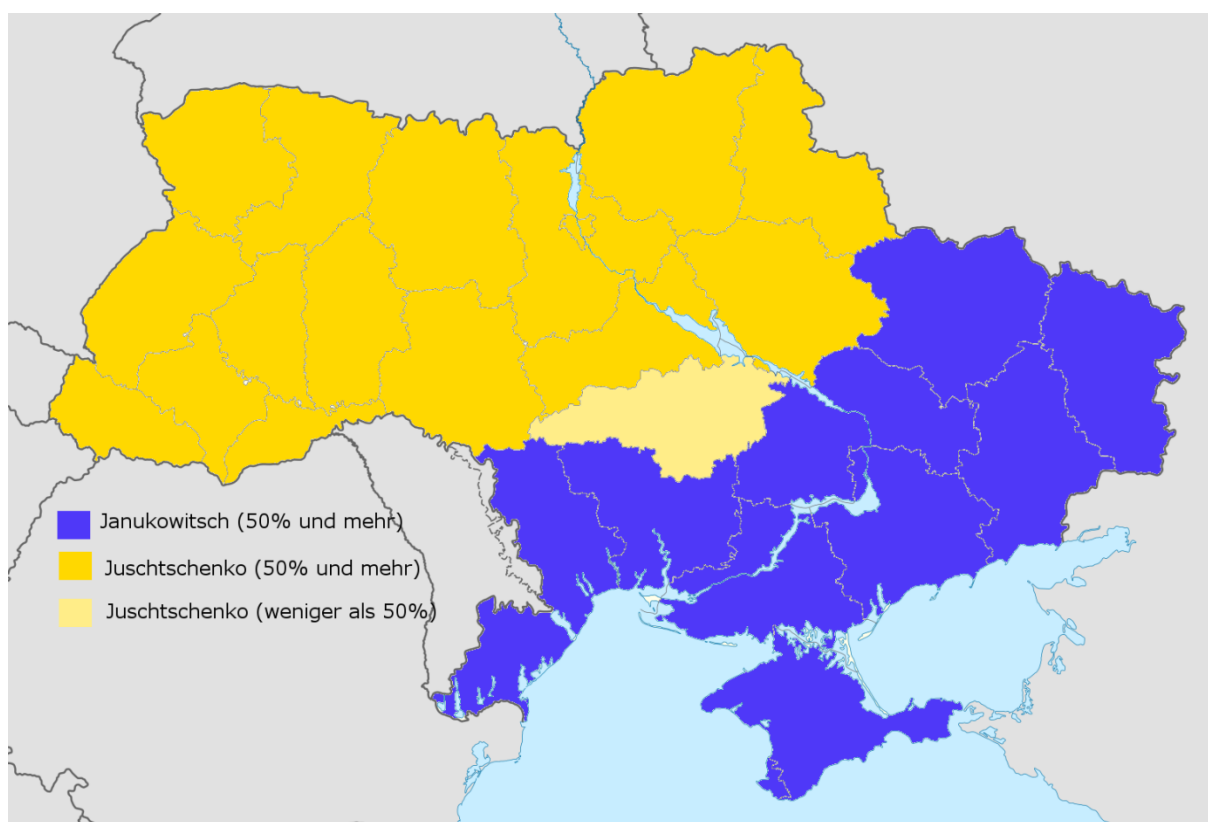 Janukowitsch (50% und mehr)
Juschtschenko (50% und mehr)
Juschtschenko (weniger als 50%)